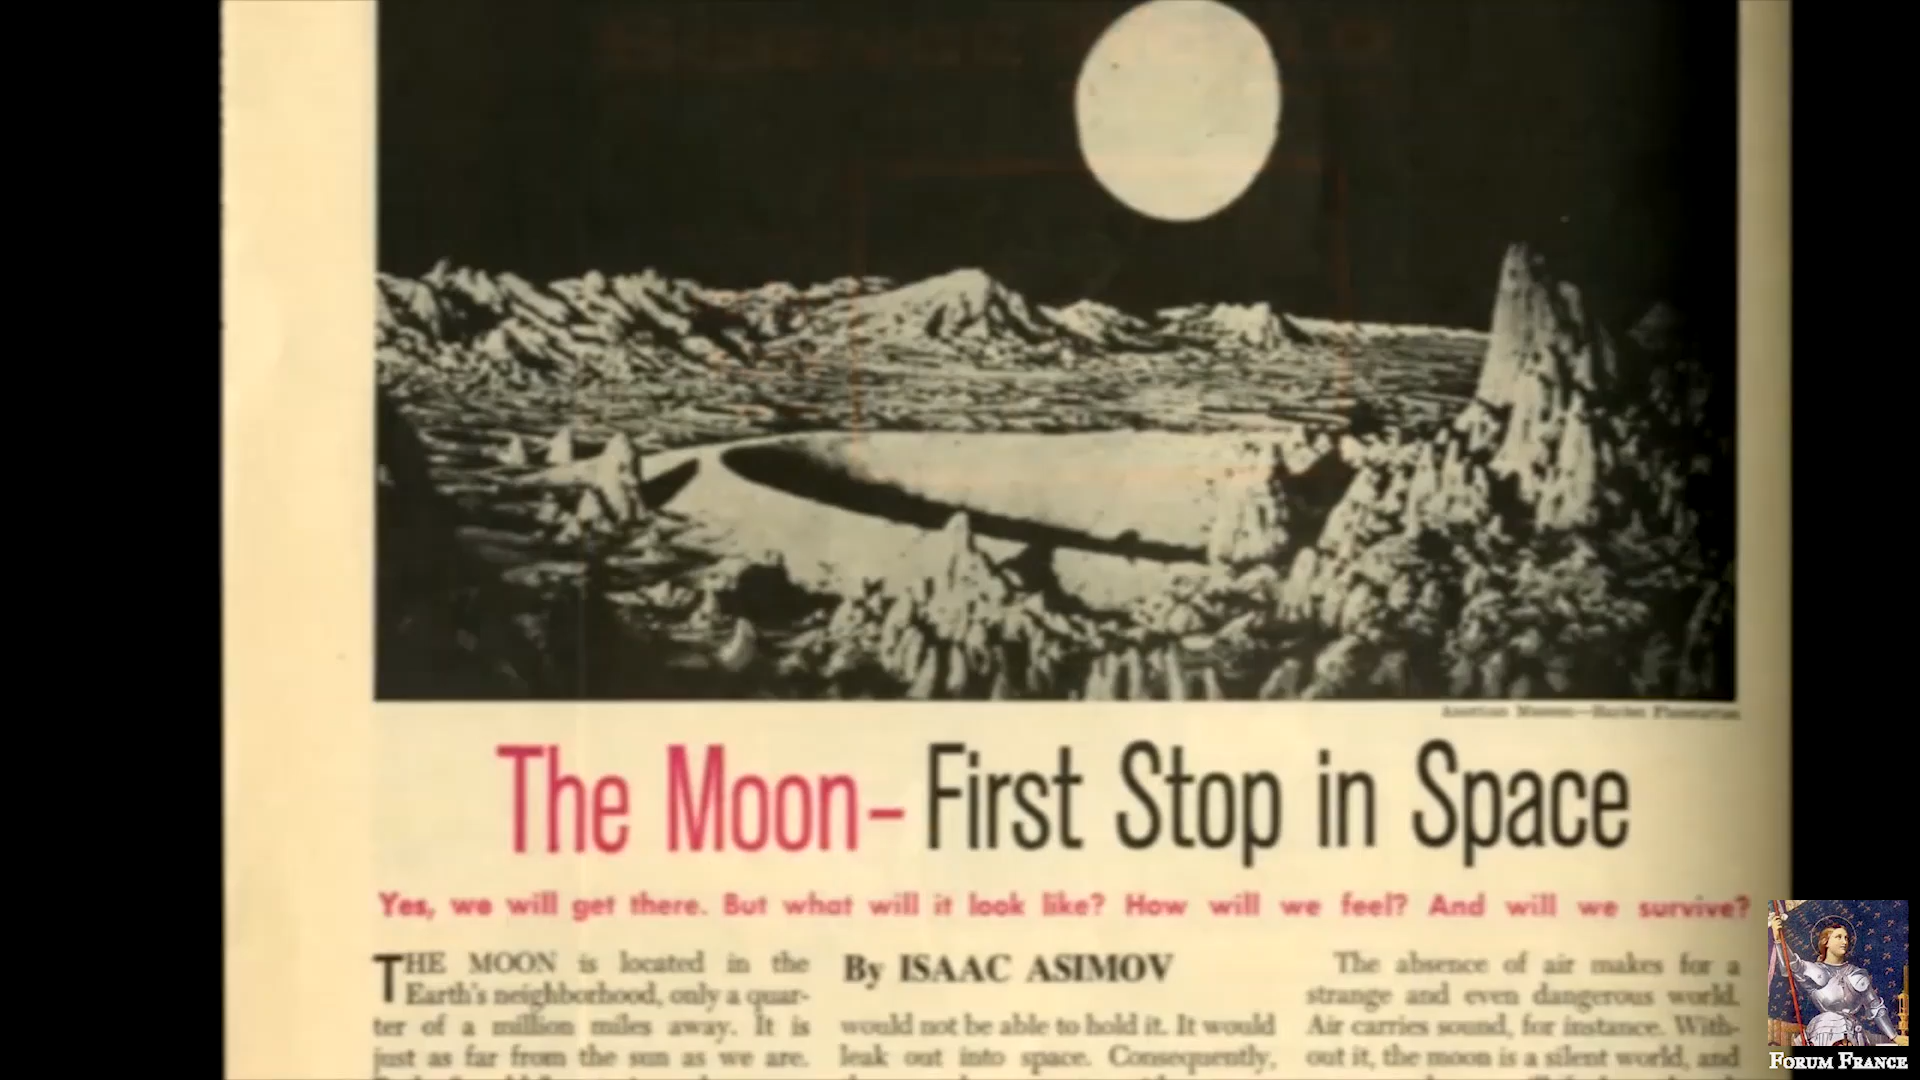 The Moon– First Stop in Space
Yes, we will get there. But what will it look like? How will we feel? And will we survive?
THE MOON is located in the
Earth's neighborhood, only a quar-
ter of a million miles away. It is
just as far from the sun as we are.
By ISAAC ASIMOV
would not be able to hold it. It would
leak out into space. Consequently,
The absence of air makes for a
strange and even dangerous world.
Air carries sound, for instance. With-
out it, the moon is a silent world, and
FORUM FRANCE